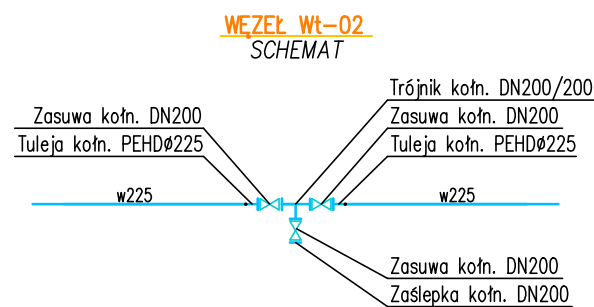 WĘZEŁ Wt-02
SCHEMAT
Trójnik kołn. DN200/200
Zasuwa kołn. DN200
Zasuwa kołn. DN200
Tuleja kołn. PEHDø225
Tuleja kołn. PEHDø225
w225
w225
Zasuwa kołn. DN200
Zaślepka kołn. DN200